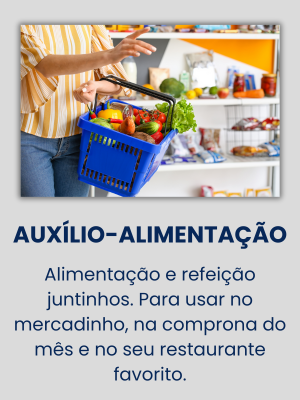 AUXÍLIO-ALIMENTAÇÃO
Alimentação e refeição
juntinhos. Para usar no
mercadinho, na comprona do
mês e no seu restaurante
favorito.